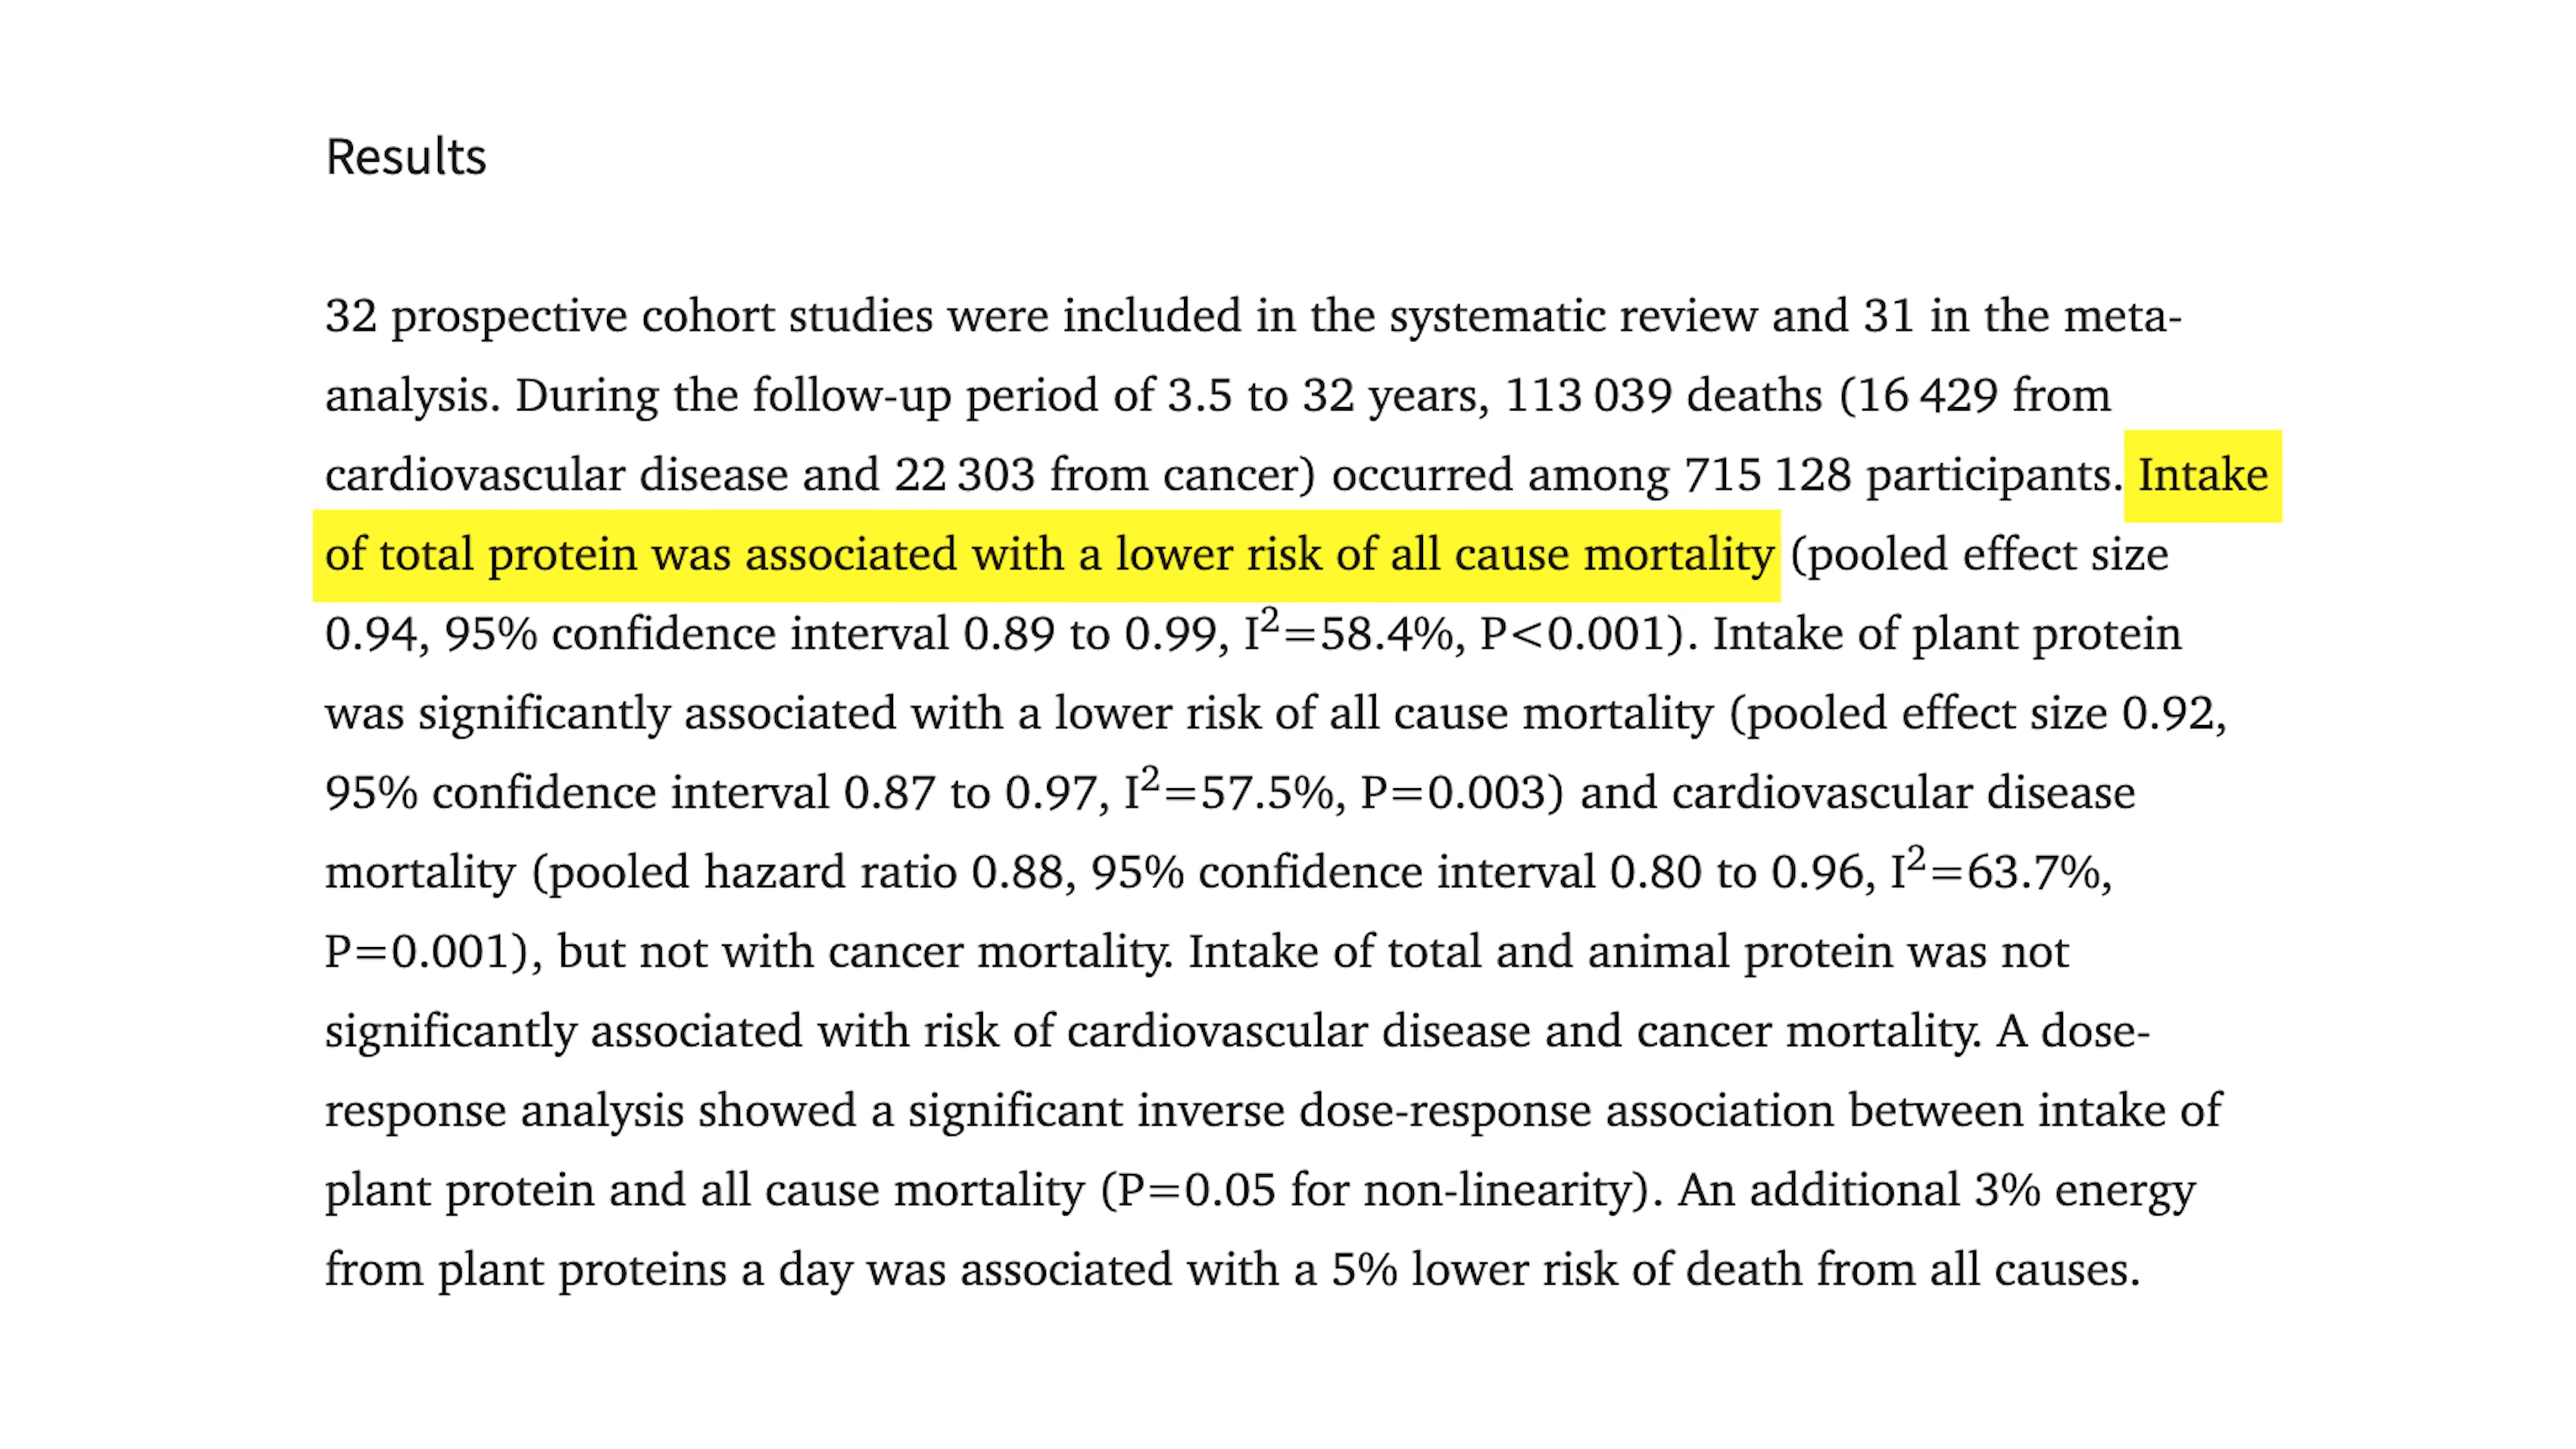 Results
32 prospective cohort studies were included in the systematic review and 31 in the meta-
analysis. During the follow-up period of 3.5 to 32 years, 113 039 deaths (16 429 from
cardiovascular disease and 22 303 from cancer) occurred among 715 128 participants. Intake
of total protein was associated with a lower risk of all cause mortality (pooled effect size
0.94, 95% confidence interval 0.89 to 0.99, I²=58.4%, P<0.001). Intake of plant protein
was significantly associated with a lower risk of all cause mortality (pooled effect size 0.92,
95% confidence interval 0.87 to 0.97, I²=57.5%, P=0.003) and cardiovascular disease
mortality (pooled hazard ratio 0.88, 95% confidence interval 0.80 to 0.96, I²=63.7%,
P=0.001), but not with cancer mortality. Intake of total and animal protein was not
significantly associated with risk of cardiovascular disease and cancer mortality. A dose-
response analysis showed a significant inverse dose-response association between intake of
plant protein and all cause mortality (P=0.05 for non-linearity). An additional 3% energy
from plant proteins a day was associated with a 5% lower risk of death from all causes.